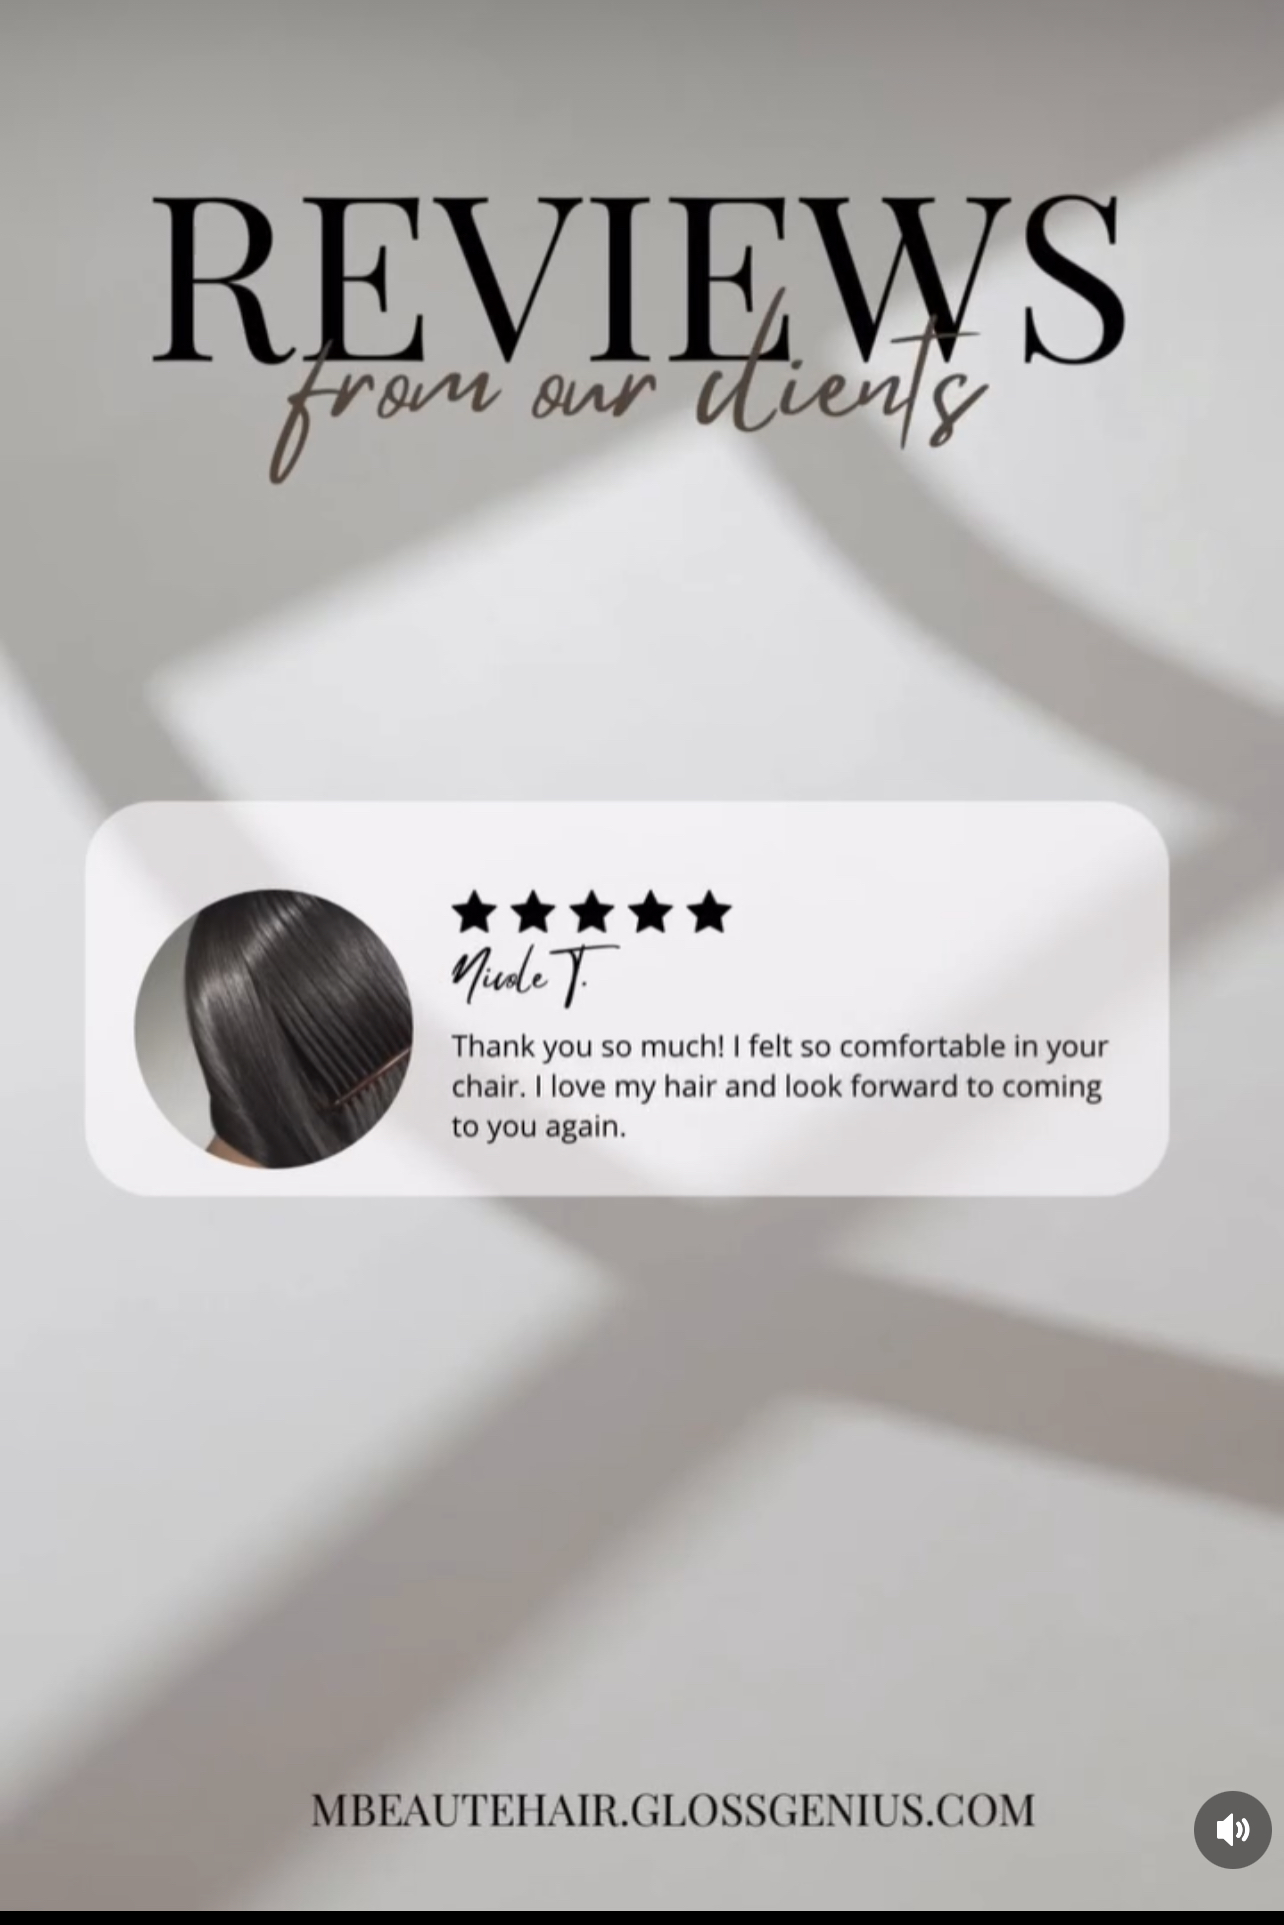 REVIEWS
from our clients
Nicole T.
Thank you so much! I felt so comfortable in your
chair. I love my hair and look forward to coming
to you again.
MBEAUTEHAIR.GLOSSGENIUS.COM